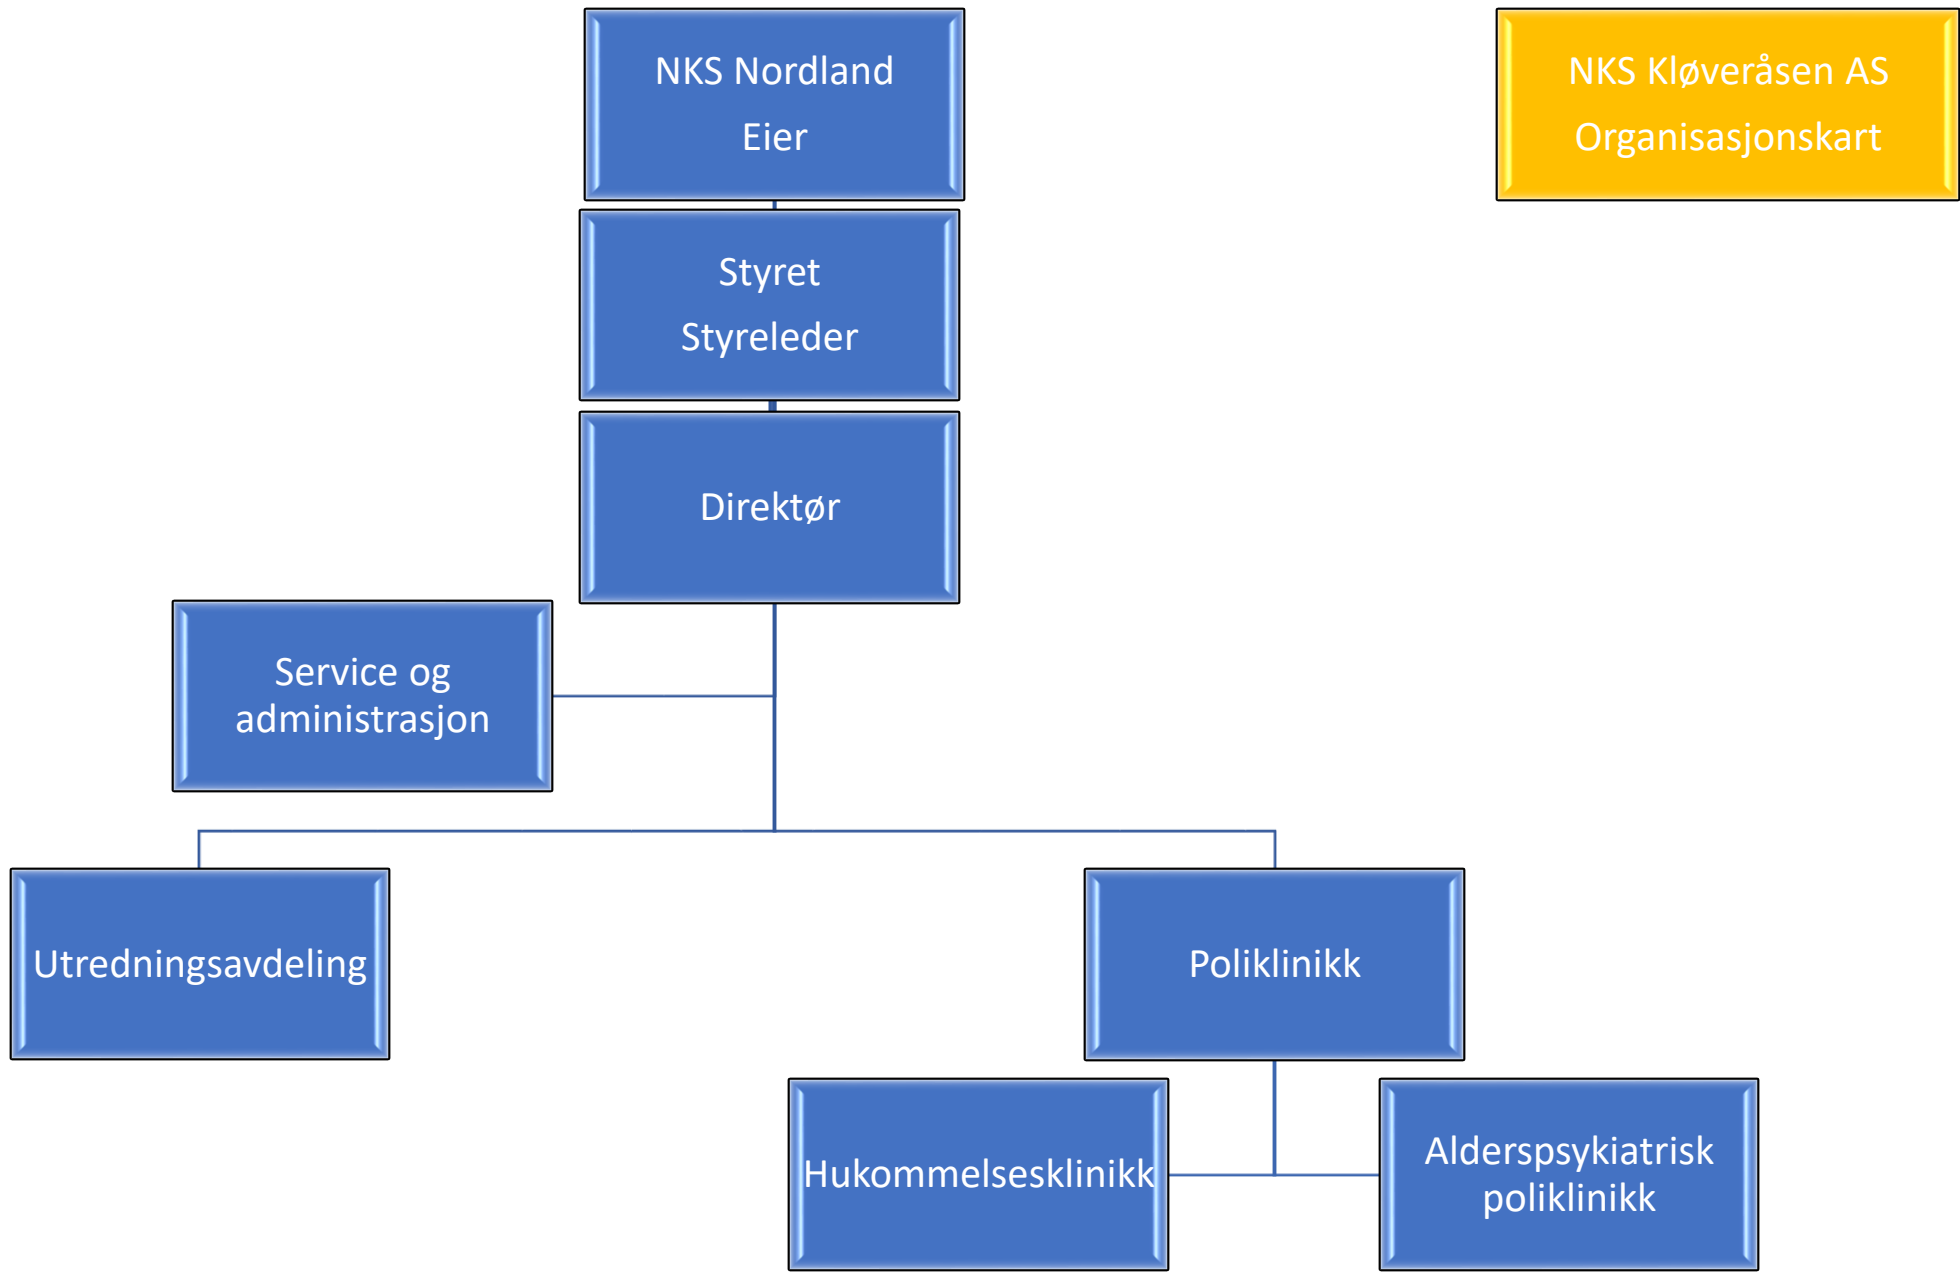 NKS Nordland
Eier
NKS Kløveråsen AS
Organisasjonskart
Styret
Styreleder
Direktør
Service og
administrasjon
Utredningsavdeling
Poliklinikk
Hukommelsesklinikk
Alderspsykiatrisk
poliklinikk